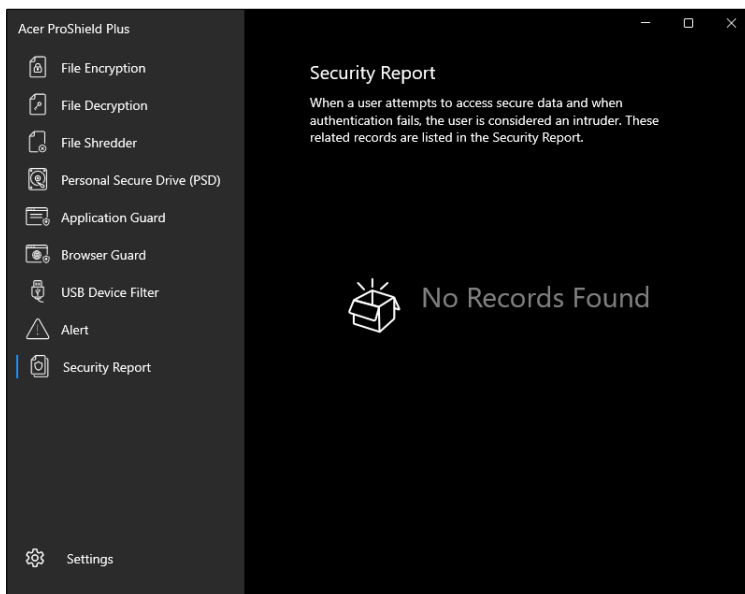 Acer ProShield Plus
File Encryption
File Decryption
File Shredder
Personal Secure Drive (PSD)
Application Guard
Browser Guard
USB Device Filter
Alert
Security Report
Settings
Security Report
When a user attempts to access secure data and when
authentication fails, the user is considered an intruder. These
related records are listed in the Security Report.
No Records Found